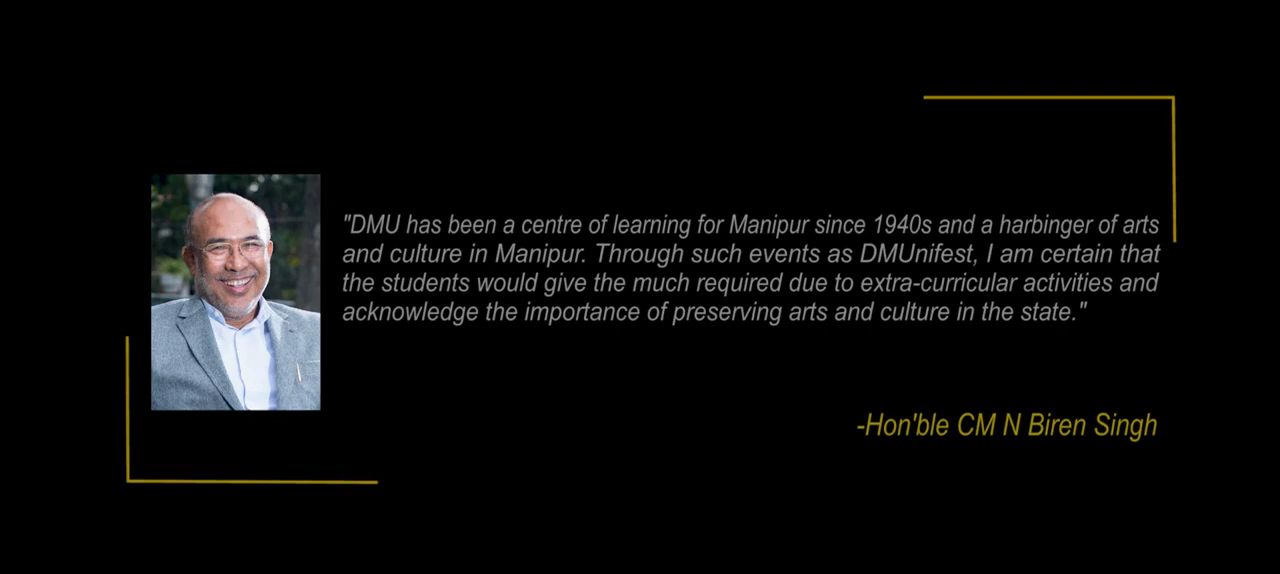 "DMU has been a centre of learning for Manipur since 1940s and a harbinger of arts
and culture in Manipur. Through such events as DMUnifest, I am certain that
the students would give the much required due to extra-curricular activities and
acknowledge the importance of preserving arts and culture in the state."
-Hon'ble CM N Biren Singh